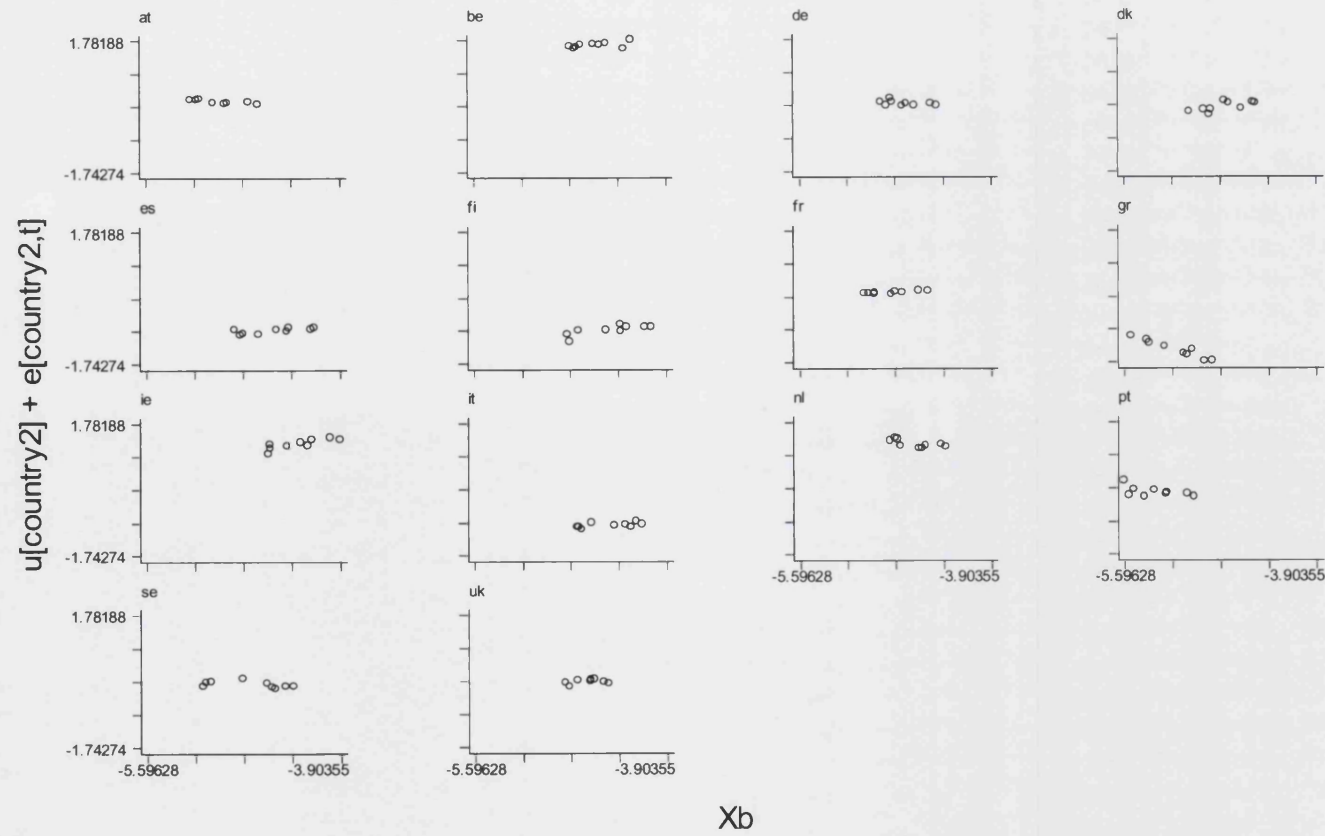 at
be
de
dk
1.78188
-1.74274
es
fi
fr
gr
1.78188
-1.74274
ie
it
nl
pt
1.78188
-1.74274
-5.59628
-3.90355
-5.59628
-3.90355
se
uk
1.78188
-1.74274
-5.59628
-3.90355
-5.59628
-3.90355
u[country2] + e[country2,t]
Xb